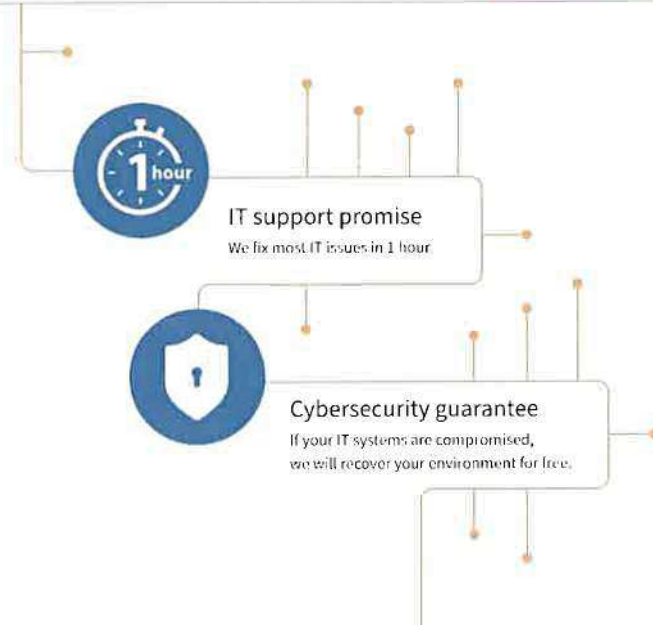 1 hour
IT support promise
We fix most IT issues in 1 hour
Cybersecurity guarantee
If your IT systems are compromised,
we will recover your environment for free.